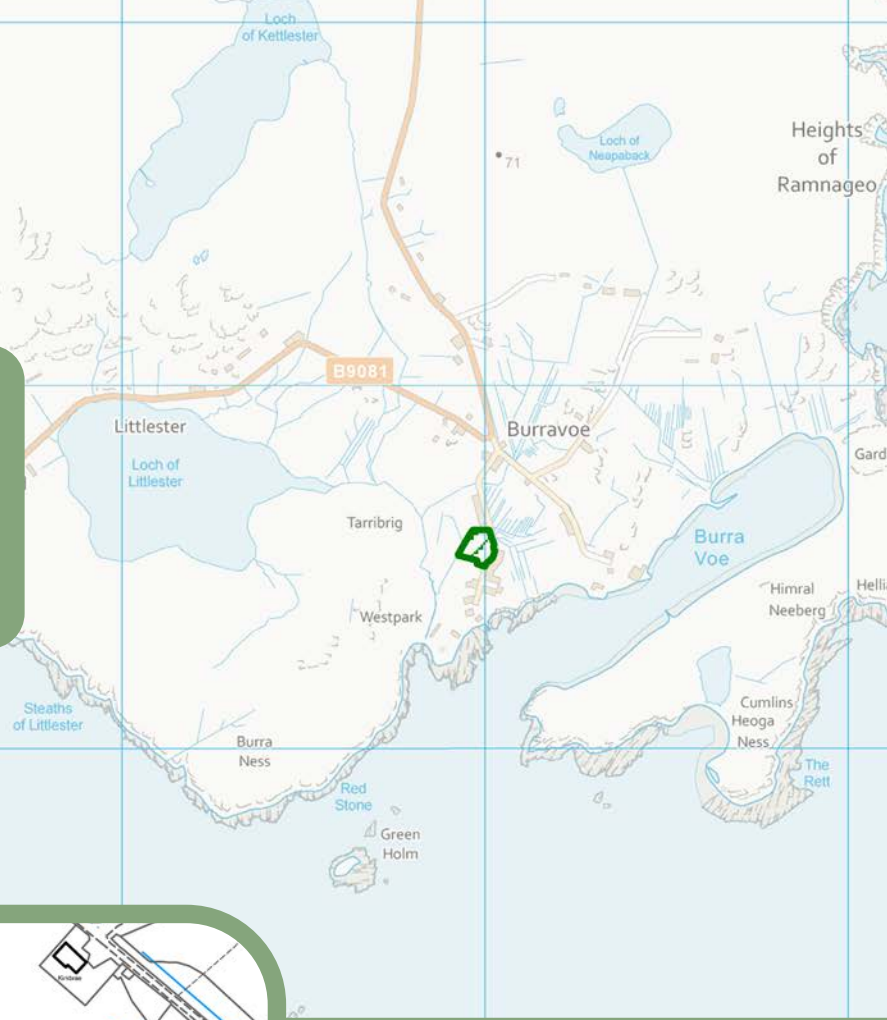 Loch
of Kettlester
Loch of
Neapaback
71
Heights
of
Ramnageo
B9081
Littlester
Burravoe
Loch of
Littlester
Gard
Tarribrig
Burra
Voe
Himral
Neeberg
Helli
Westpark
Steaths
of Littlester
Cumlins
Heoga
Ness
Burra
Ness
The
Rett
Red
Stone
Green
Holm